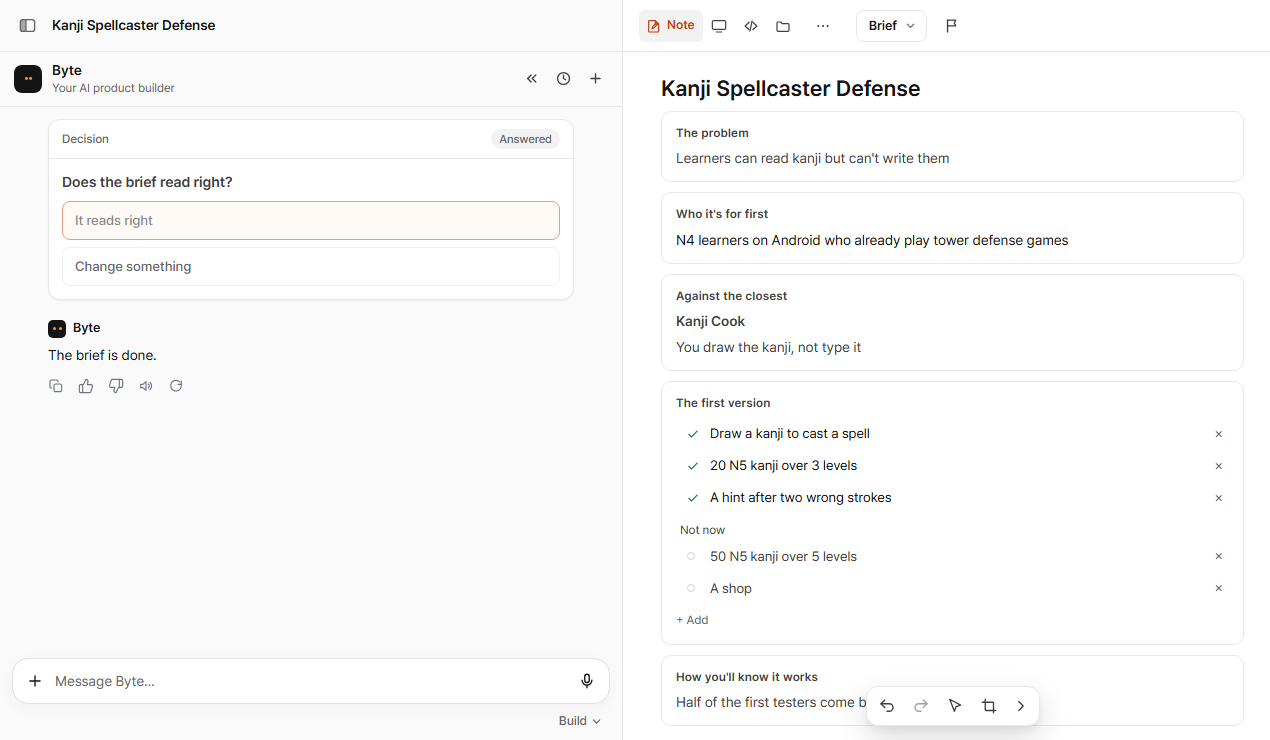 Kanji Spellcaster Defense
Byte
Your AI product builder
Decision
Answered
Does the brief read right?
It reads right
Change something
Byte
The brief is done.
Message Byte...
Build
Note
Brief
Kanji Spellcaster Defense
The problem
Learners can read kanji but can't write them
Who it's for first
N4 learners on Android who already play tower defense games
Against the closest
Kanji Cook
You draw the kanji, not type it
The first version
Draw a kanji to cast a spell
20 N5 kanji over 3 levels
A hint after two wrong strokes
Not now
50 N5 kanji over 5 levels
A shop
+ Add
How you'll know it works
Half of the first testers come